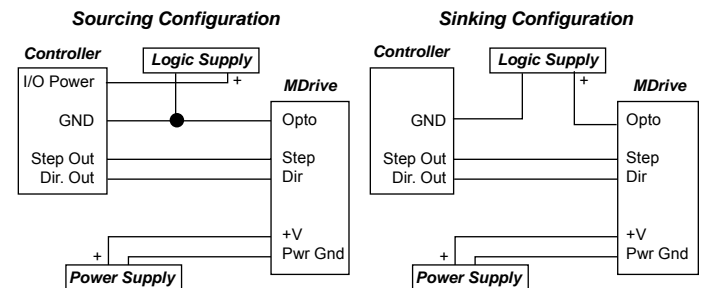 Sourcing Configuration
Controller
Logic Supply
I/O Power
+
MDrive
GND
Opto
Step Out
Step
Dir. Out
Dir
+V
+
Pwr Gnd
Power Supply
Sinking Configuration
Controller
Logic Supply
+
MDrive
GND
Opto
Step Out
Step
Dir. Out
Dir
+V
+
Pwr Gnd
Power Supply